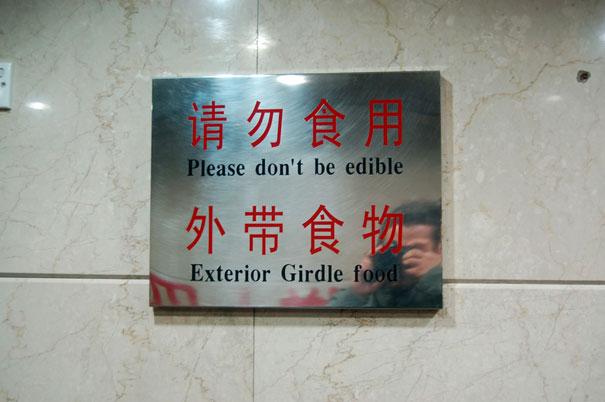 请勿食用
Please don't be edible
外带食物
Exterior Girdle food